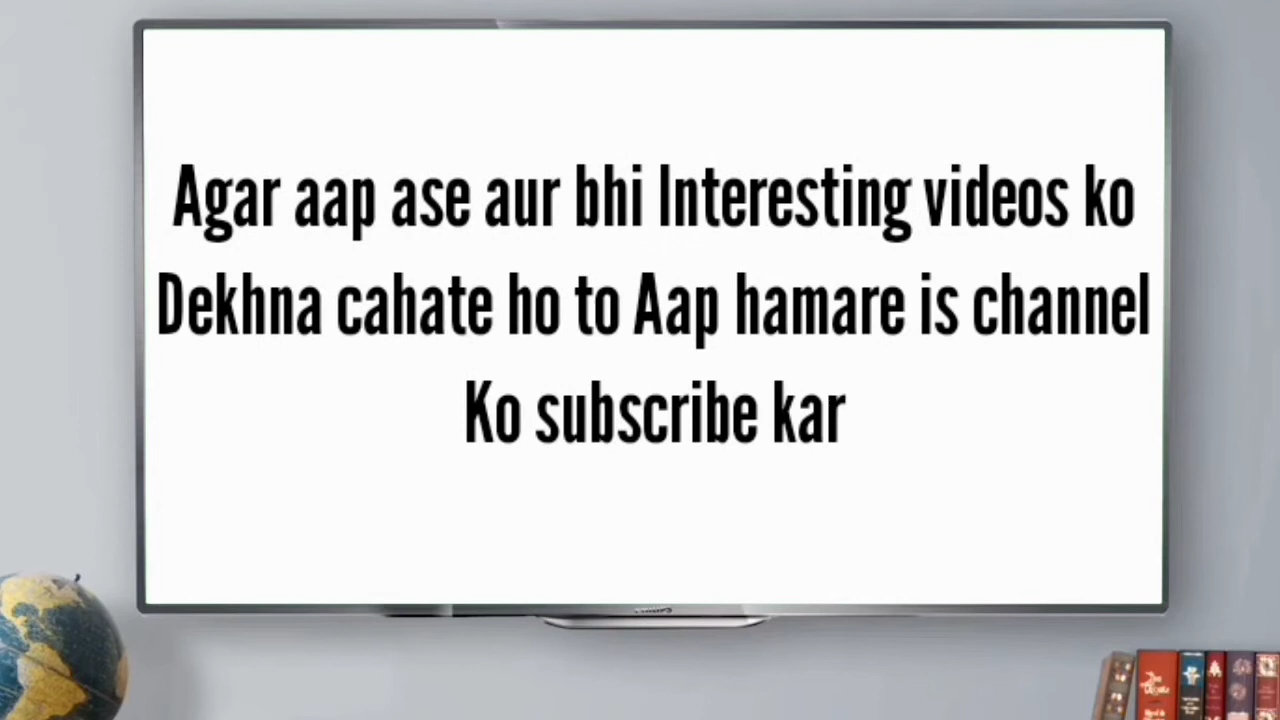 Agar aap ase aur bhi Interesting videos ko
Dekhna cahate ho to Aap hamare is channel
Ko subscribe kar